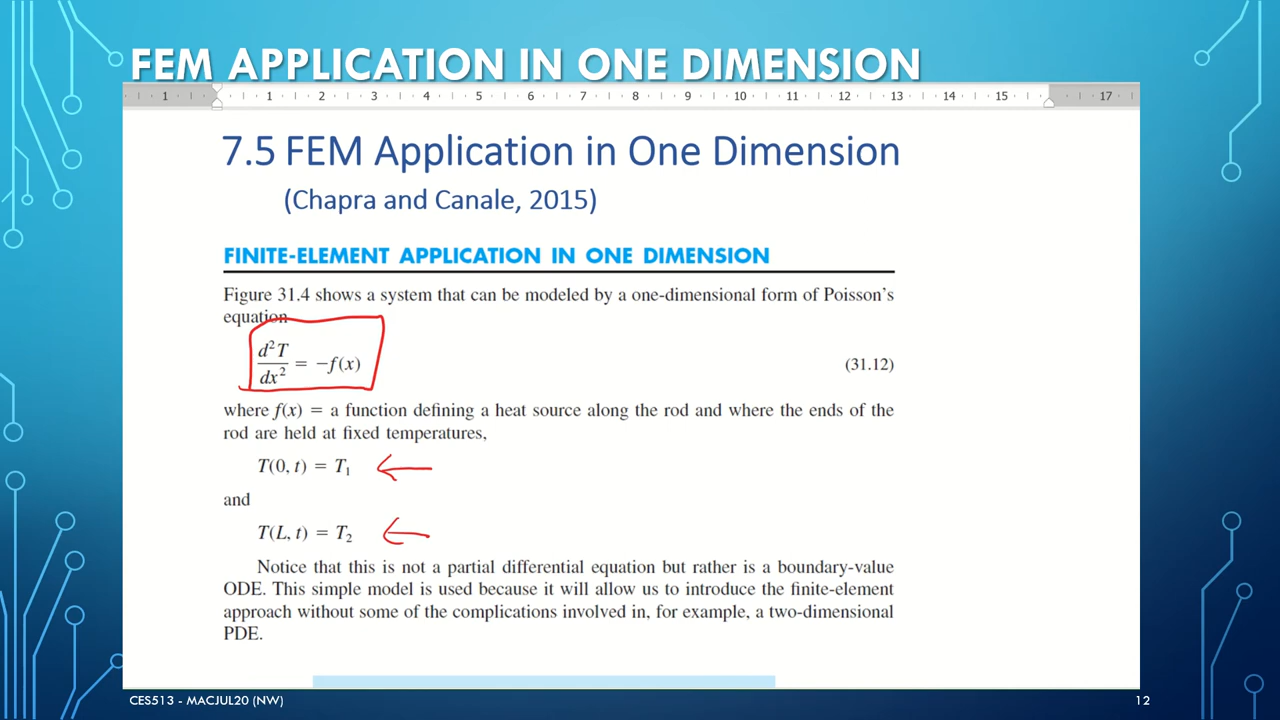 FEM APPLICATION IN ONE DIMENSION
1 1 2 3 4 5 6 7 8 9 10 11 12 13 14 15 17
7.5 FEM Application in One Dimension
(Chapra and Canale, 2015)
FINITE-ELEMENT APPLICATION IN ONE DIMENSION
Figure 31.4 shows a system that can be modeled by a one-dimensional form of Poisson's
equation
d²T/dx² = −f(x) (31.12)
where f(x) = a function defining a heat source along the rod and where the ends of the
rod are held at fixed temperatures,
T(0, t) = T₁
and
T(L, t) = T₂
Notice that this is not a partial differential equation but rather is a boundary-value
ODE. This simple model is used because it will allow us to introduce the finite-element
approach without some of the complications involved in, for example, a two-dimensional
PDE.
CES513 - MACJUL20 (NW) 12